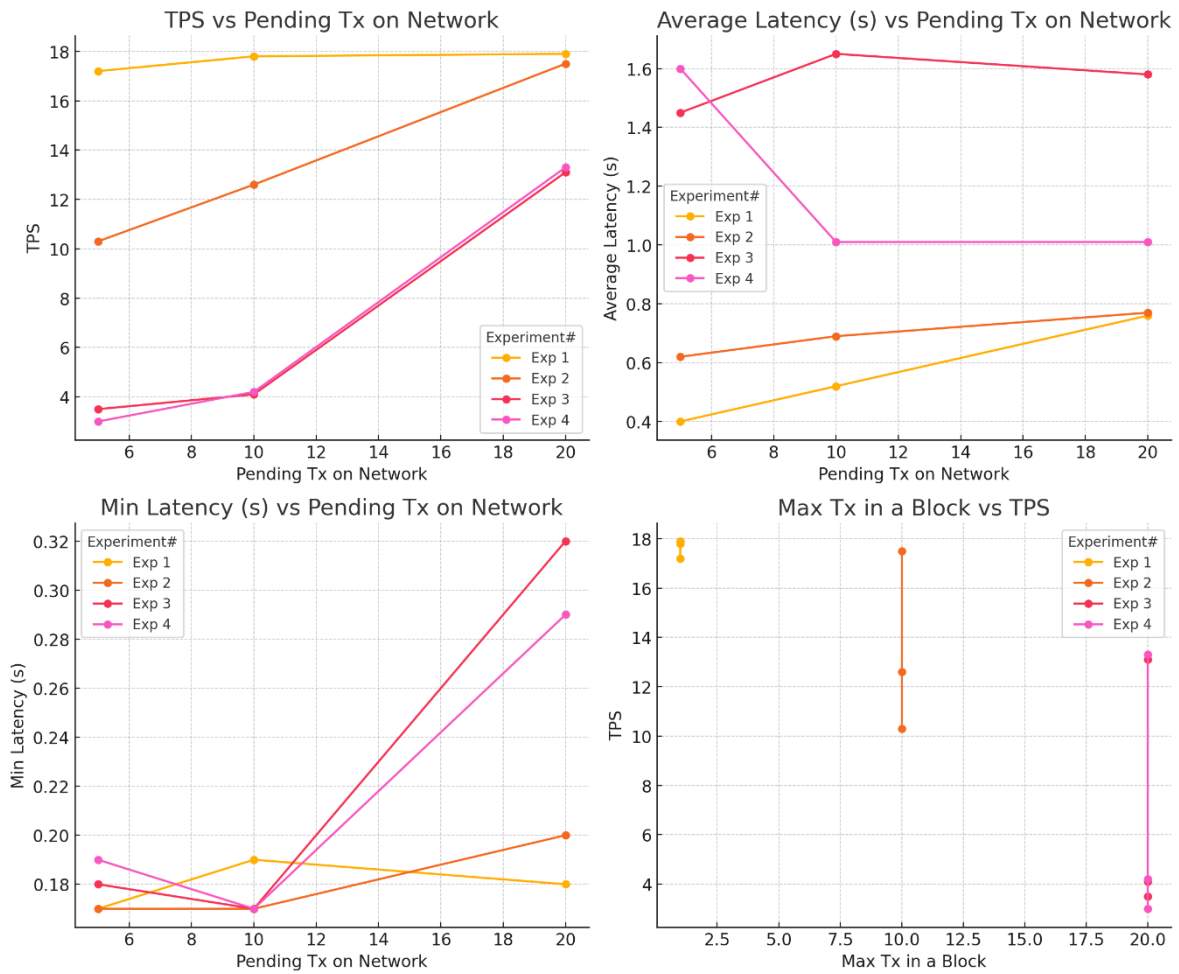 TPS vs Pending Tx on Network
18
16
14
12
10
8
6
4
TPS
6
8
10
12
14
16
18
20
Pending Tx on Network
Experiment#
Exp 1
Exp 2
Exp 3
Exp 4
Average Latency (s) vs Pending Tx on Network
1.6
1.4
1.2
1.0
0.8
0.6
0.4
Average Latency (s)
6
8
10
12
14
16
18
20
Pending Tx on Network
Experiment#
Exp 1
Exp 2
Exp 3
Exp 4
Min Latency (s) vs Pending Tx on Network
0.32
0.30
0.28
0.26
0.24
0.22
0.20
0.18
Min Latency (s)
6
8
10
12
14
16
18
20
Pending Tx on Network
Experiment#
Exp 1
Exp 2
Exp 3
Exp 4
Max Tx in a Block vs TPS
18
16
14
12
10
8
6
4
TPS
2.5
5.0
7.5
10.0
12.5
15.0
17.5
20.0
Max Tx in a Block
Experiment#
Exp 1
Exp 2
Exp 3
Exp 4